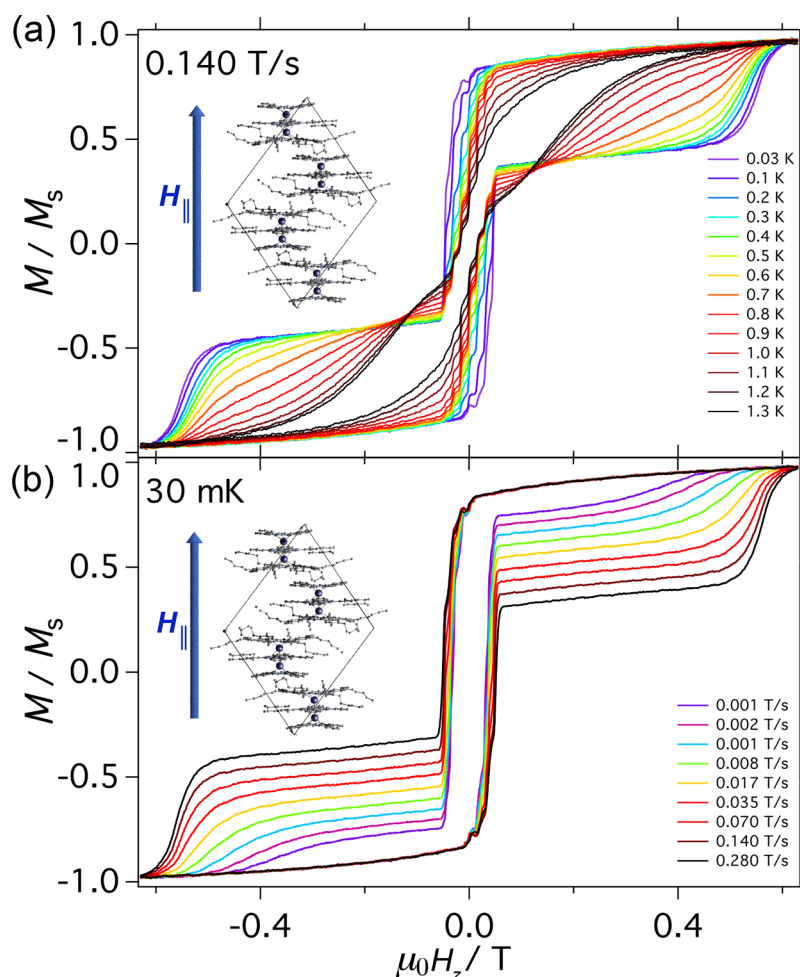 (a)
1.0
0.140 T/s
0.5
H∥
0.0
-0.5
-1.0
M / Ms
0.03 K
0.1 K
0.2 K
0.3 K
0.4 K
0.5 K
0.6 K
0.7 K
0.8 K
0.9 K
1.0 K
1.1 K
1.2 K
1.3 K
(b)
1.0
30 mK
0.5
H∥
0.0
-0.5
-1.0
M / Ms
0.001 T/s
0.002 T/s
0.001 T/s
0.008 T/s
0.017 T/s
0.035 T/s
0.070 T/s
0.140 T/s
0.280 T/s
-0.4
0.0
0.4
μ0Hz/ T